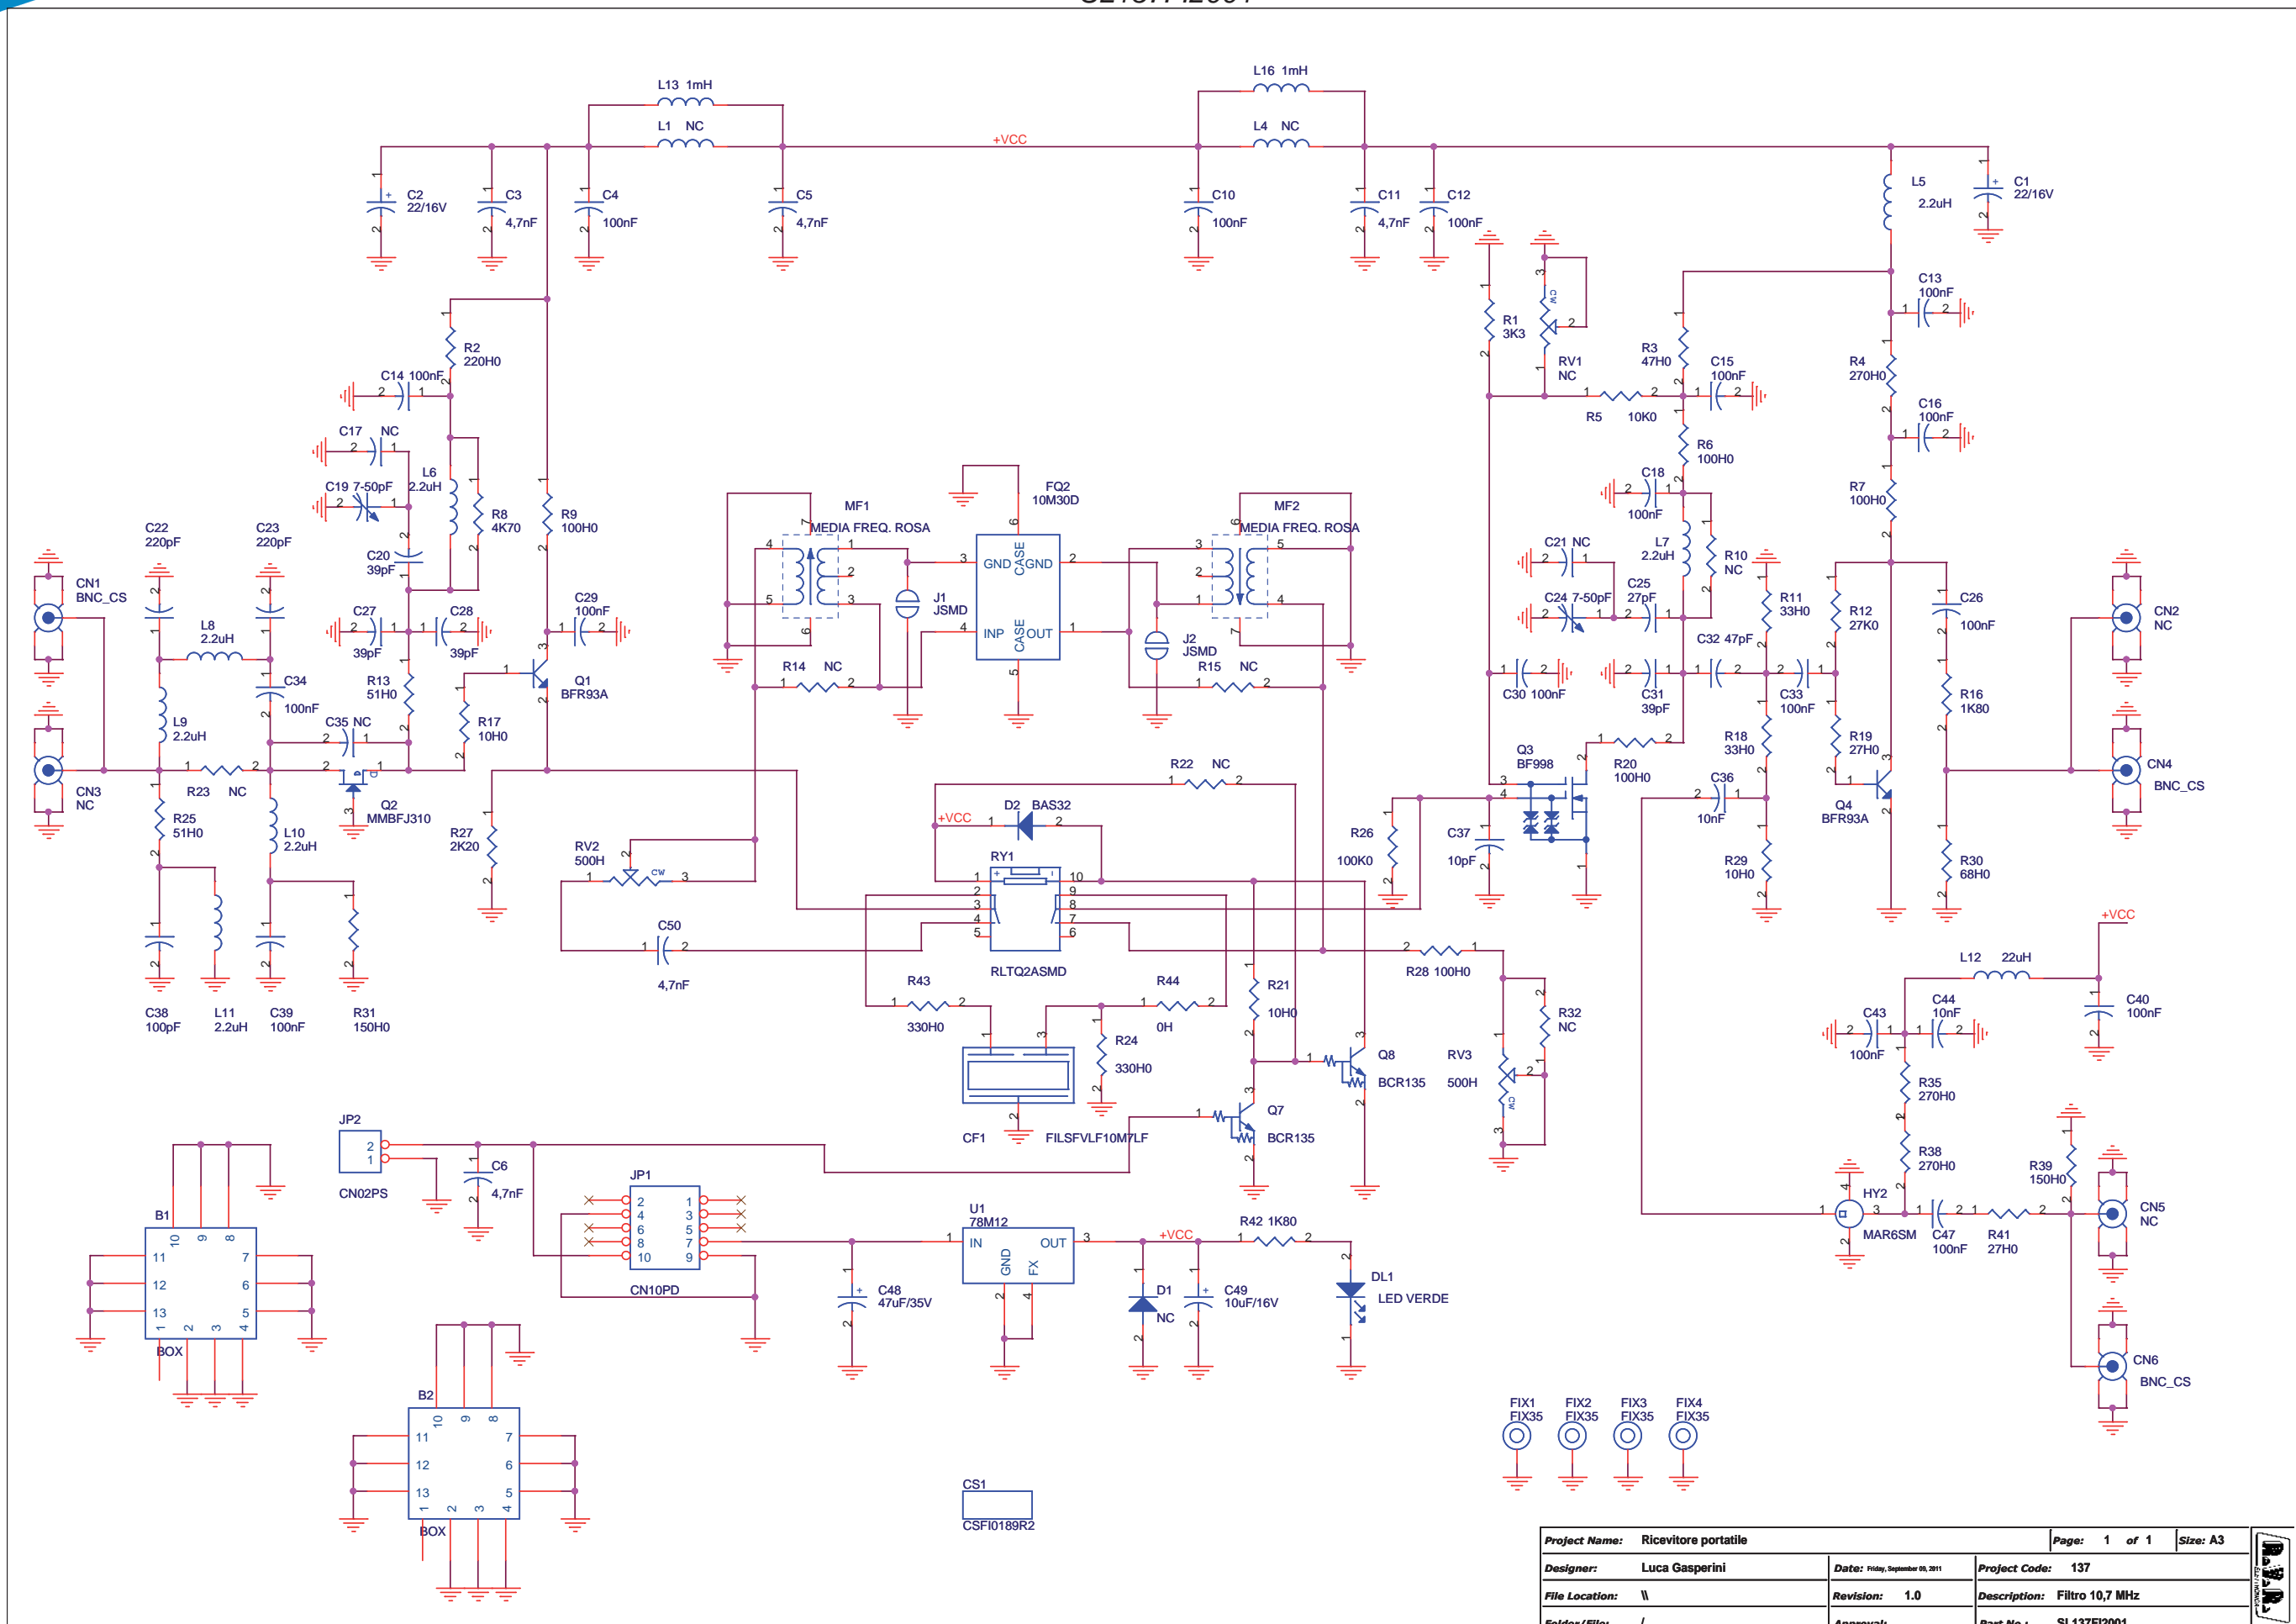 L13 1mH
L1 NC
+VCC
L16 1mH
L4 NC
C2
22/16V
C3
4,7nF
C4
100nF
C5
4,7nF
C10
100nF
C11
4,7nF
C12
100nF
L5
2.2uH
C1
22/16V
R2
220H0
C14 100nF
C17 NC
C19 7-50pF
L6
2.2uH
R8
4K70
R9
100H0
C20
39pF
C22
220pF
C23
220pF
CN1
BNC_CS
L8
2.2uH
C27
39pF
C28
39pF
C29
100nF
Q1
BFR93A
R13
51H0
R17
10H0
C34
100nF
C35 NC
L9
2.2uH
CN3
NC
R23 NC
Q2
MMBFJ310
D
R25
51H0
L10
2.2uH
R27
2K20
C38
100pF
L11
2.2uH
C39
100nF
R31
150H0
MF1
MEDIA FREQ. ROSA
FQ2
10M30D
GND
CASE
GND
INP
CASE
OUT
J1
JSMD
J2
JSMD
MF2
MEDIA FREQ. ROSA
R14 NC
R15 NC
R1
3K3
RV1
NC
CW
R3
47H0
C15
100nF
R5 10K0
R6
100H0
C13
100nF
R4
270H0
C16
100nF
R7
100H0
C18
100nF
L7
2.2uH
R10
NC
C21 NC
C24 7-50pF
C25
27pF
R11
33H0
R12
27K0
C26
100nF
CN2
NC
C30 100nF
C31
39pF
C32 47pF
C33
100nF
R16
1K80
R18
33H0
R19
27H0
Q3
BF998
R20
100H0
C36
10nF
Q4
BFR93A
CN4
BNC_CS
R22 NC
D2 BAS32
+VCC
RY1
RLTQ2ASMD
RV2
500H
CW
C50
4,7nF
R26
100K0
C37
10pF
R29
10H0
R30
68H0
R43
330H0
R44
0H
R24
330H0
R21
10H0
R28 100H0
R32
NC
RV3
500H
CW
Q8
BCR135
Q7
BCR135
CF1
FILSFVLF10M7LF
+VCC
L12 22uH
C43
100nF
C44
10nF
C40
100nF
R35
270H0
R38
270H0
R39
150H0
HY2
MAR6SM
C47
100nF
R41
27H0
CN5
NC
CN6
BNC_CS
JP2
CN02PS
C6
4,7nF
JP1
CN10PD
U1
78M12
IN
OUT
GND
FX
+VCC
R42 1K80
C48
47uF/35V
D1
NC
C49
10uF/16V
DL1
LED VERDE
B1
BOX
B2
BOX
CS1
CSFI0189R2
FIX1
FIX35
FIX2
FIX35
FIX3
FIX35
FIX4
FIX35
Project Name: Ricevitore portatile
Page: 1 of 1
Size: A3
Designer: Luca Gasperini
Date: Friday, September 09, 2011
Project Code: 137
File Location: \\
Revision: 1.0
Description: Filtro 10,7 MHz
Folder/File: /
Approval:
Part No.: SL137FI2001